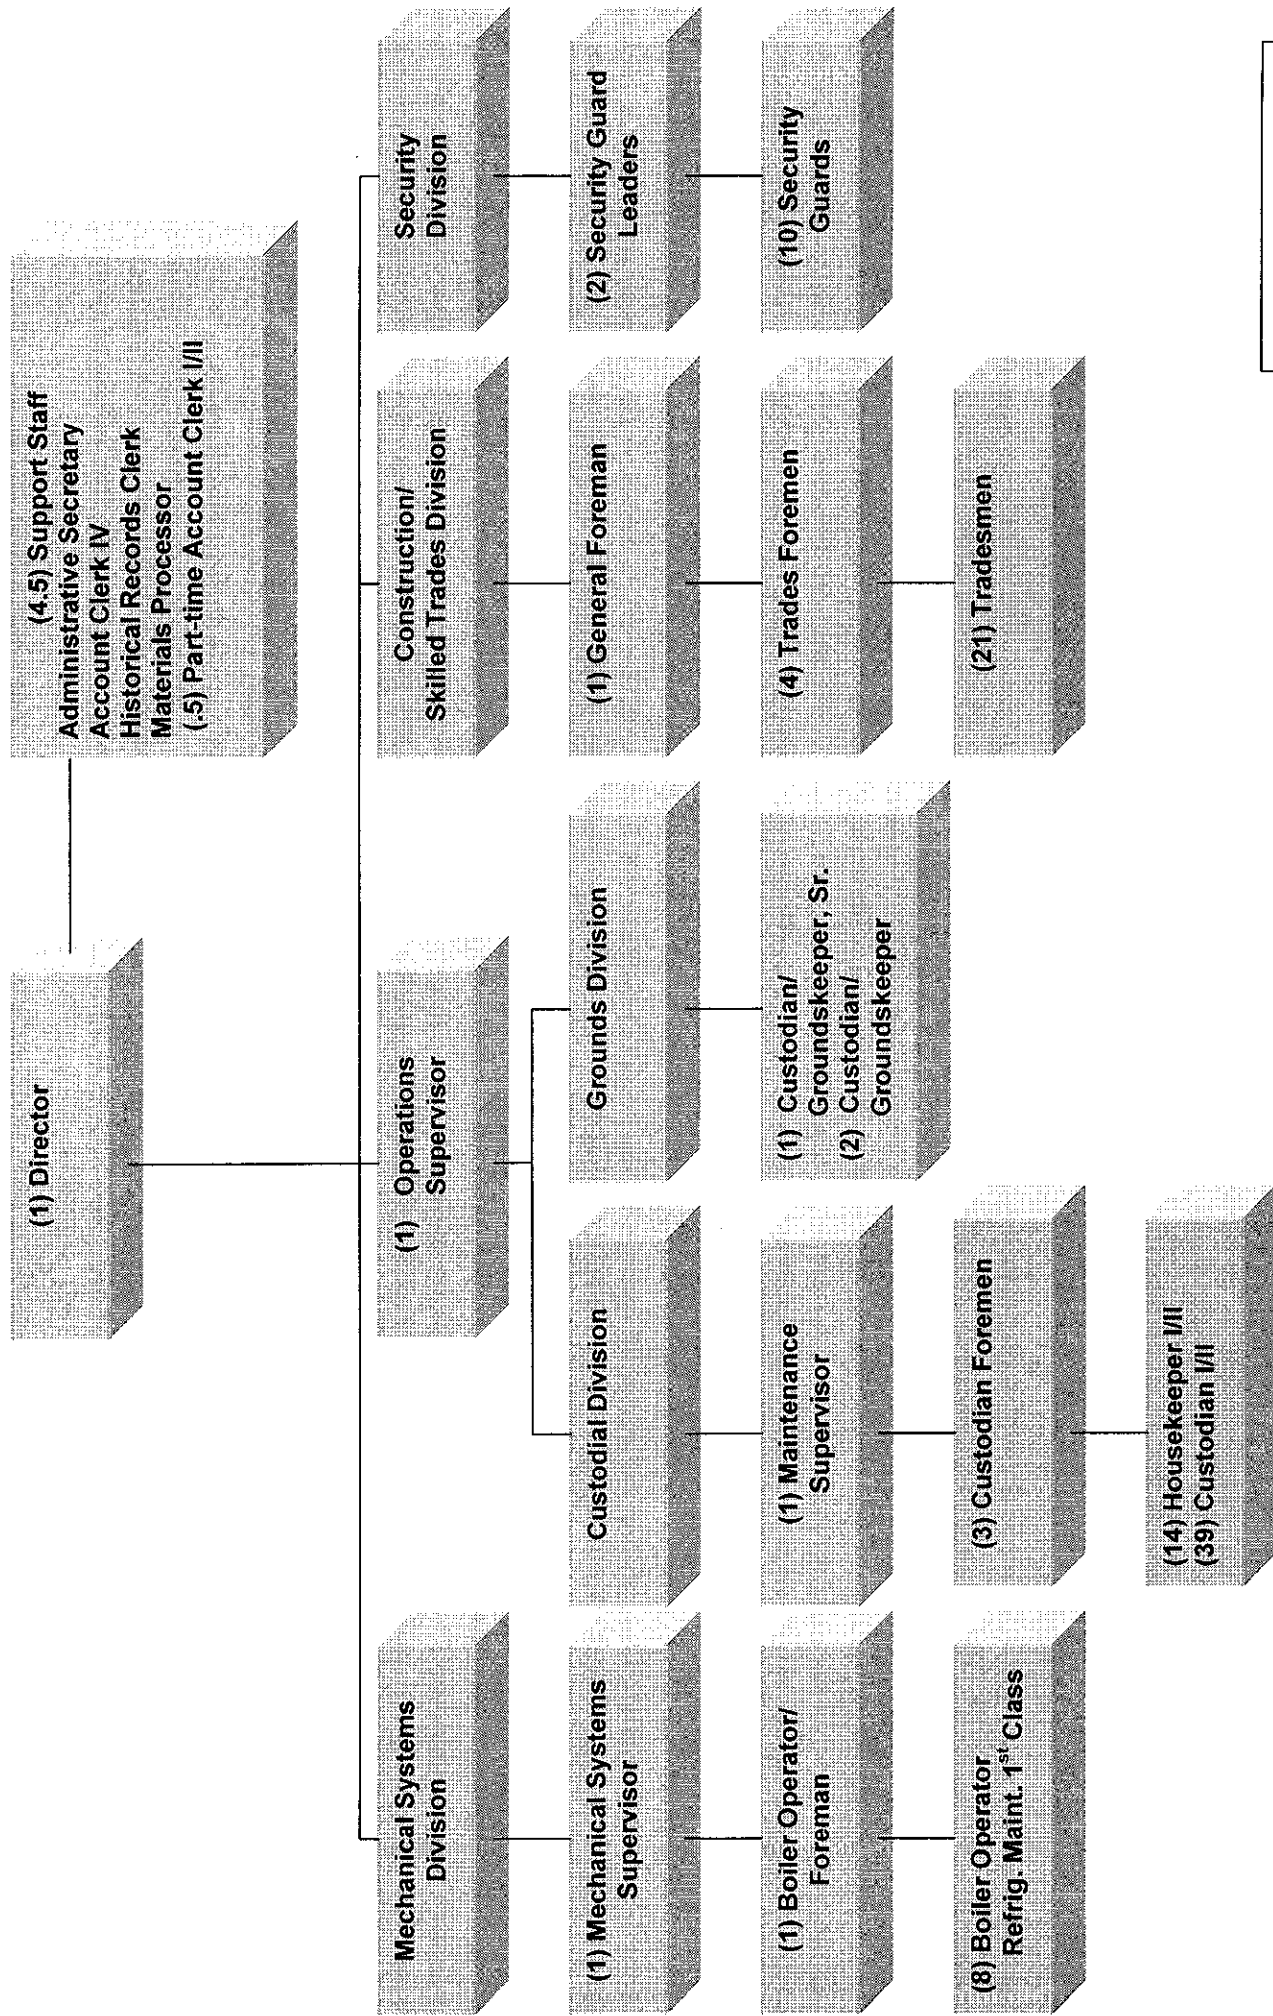 (1) Director
(4.5) Support Staff
Administrative Secretary
Account Clerk IV
Historical Records Clerk
Materials Processor
(.5) Part-time Account Clerk I/II
Mechanical Systems
Division
(1) Operations
Supervisor
Construction/
Skilled Trades Division
Security
Division
(1) Mechanical Systems
Supervisor
Custodial Division
Grounds Division
(1) General Foreman
(2) Security Guard
Leaders
(1) Boiler Operator/
Foreman
(1) Maintenance
Supervisor
(1) Custodian/
Groundskeeper, Sr.
(2) Custodian/
Groundskeeper
(4) Trades Foremen
(10) Security
Guards
(8) Boiler Operator
Refrig. Maint. 1st Class
(3) Custodian Foremen
(21) Tradesmen
(14) Housekeeper I/II
(39) Custodian I/II